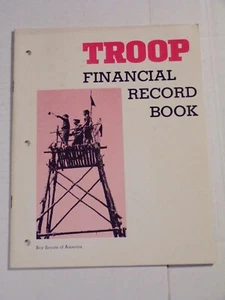 TROOP
FINANCIAL
RECORD
BOOK
Boy Scouts of America